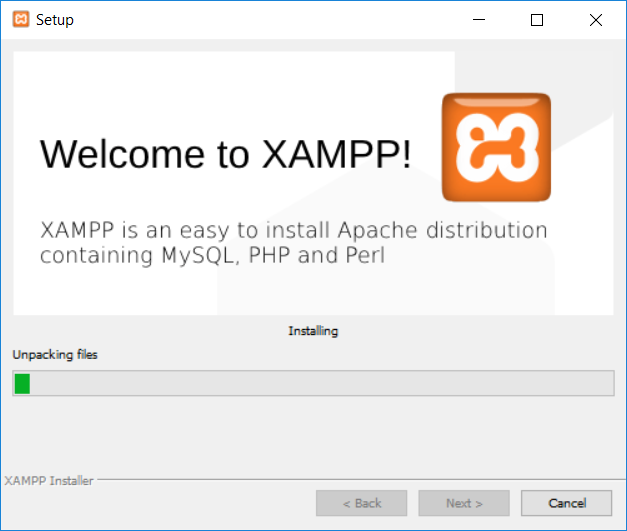 Setup
Welcome to XAMPP!
XAMPP is an easy to install Apache distribution
containing MySQL, PHP and Perl
Installing
Unpacking files
XAMPP Installer
< Back
Next >
Cancel